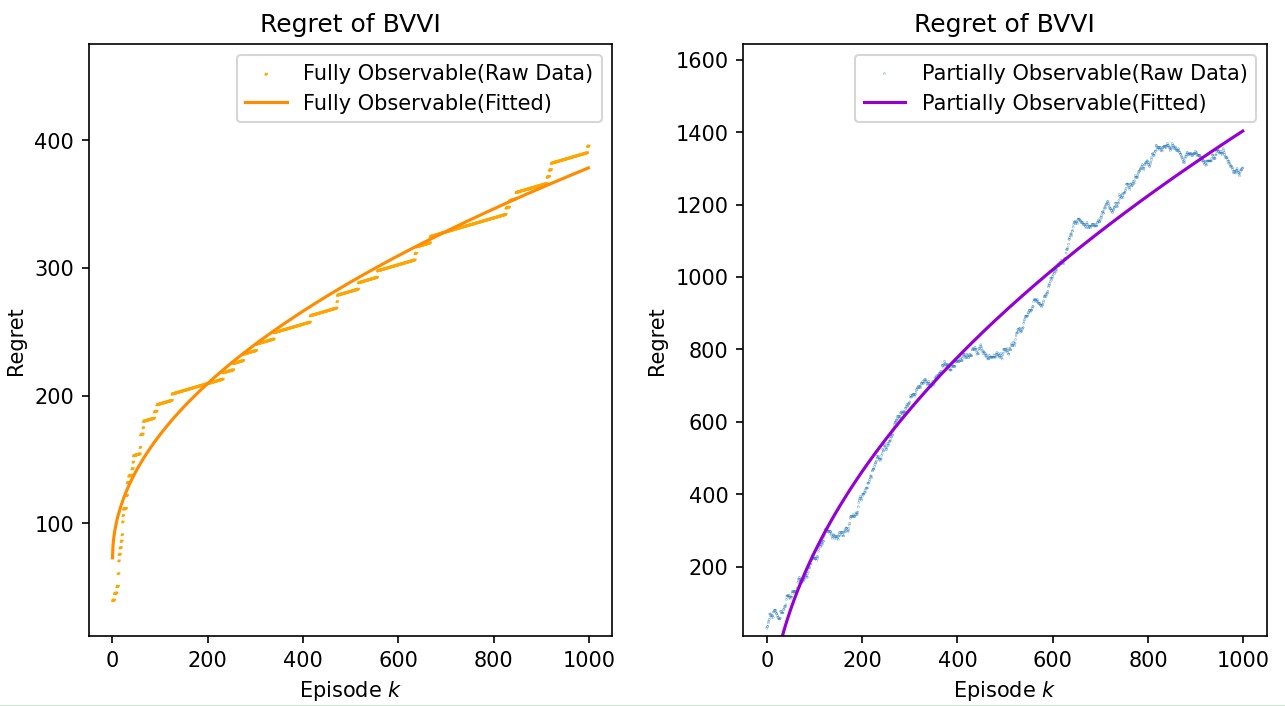 Regret of BVVI
Fully Observable(Raw Data)
Fully Observable(Fitted)
400
300
200
100
Regret
0 200 400 600 800 1000
Episode k
Regret of BVVI
Partially Observable(Raw Data)
Partially Observable(Fitted)
1600
1400
1200
1000
800
600
400
200
Regret
0 200 400 600 800 1000
Episode k